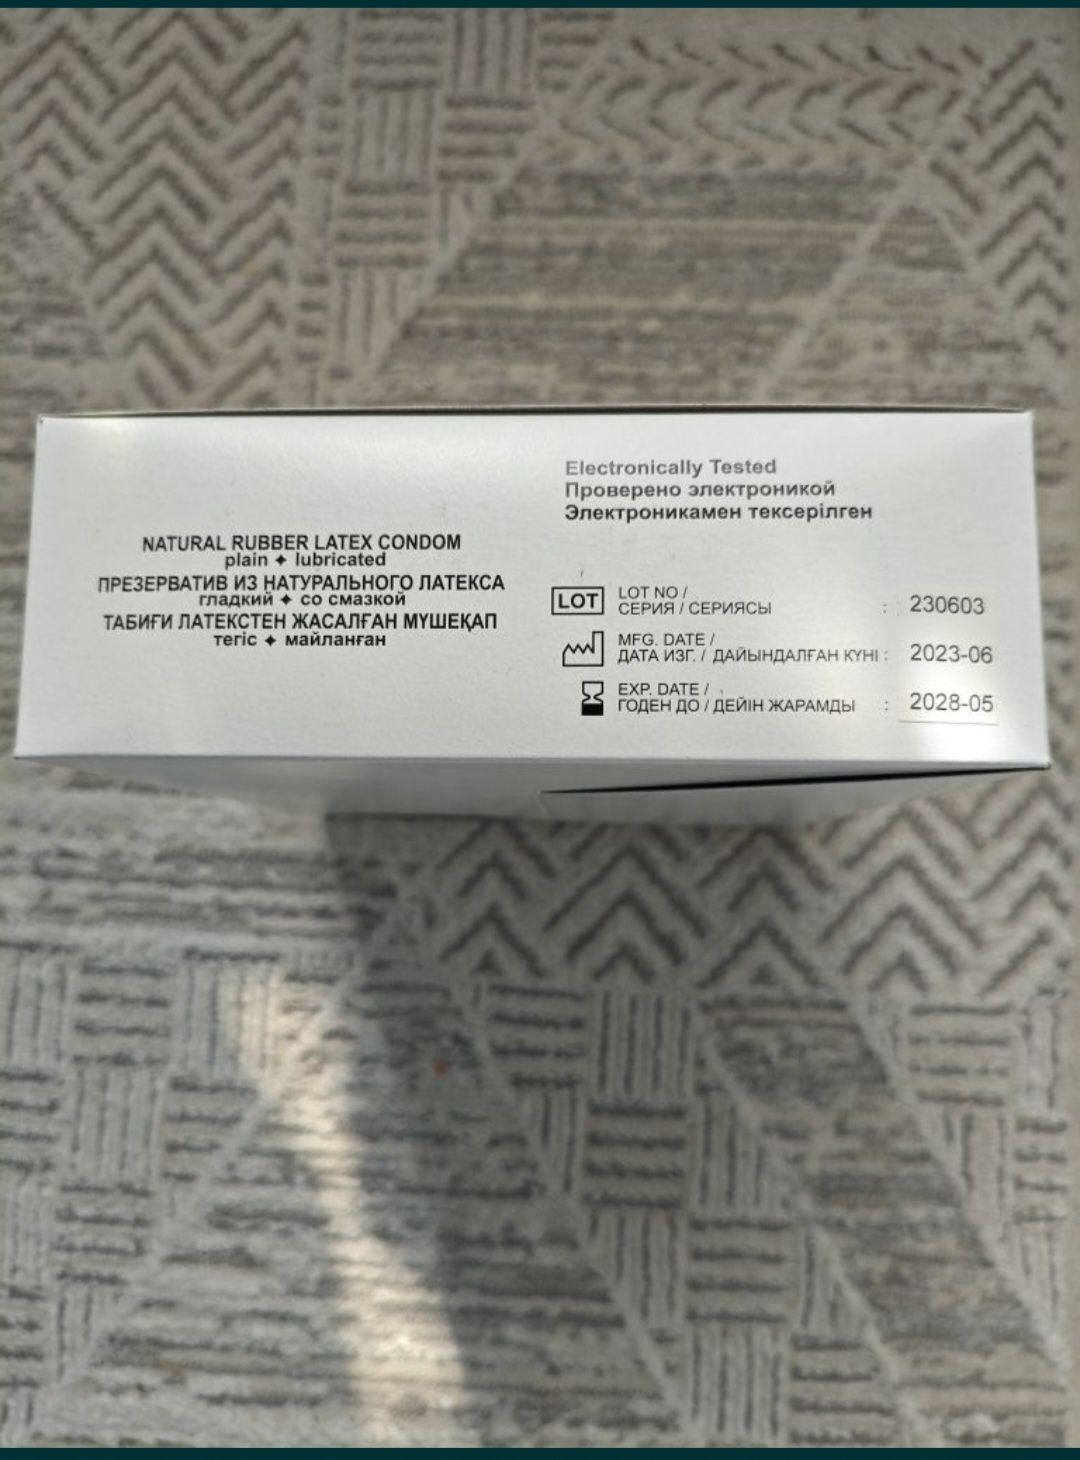 NATURAL RUBBER LATEX CONDOM
plain ✦ lubricated
ПРЕЗЕРВАТИВ ИЗ НАТУРАЛЬНОГО ЛАТЕКСА
гладкий ✦ со смазкой
ТАБИҒИ ЛАТЕКСТЕН ЖАСАЛҒАН МҮШЕҚАП
тегіс ✦ майланған
Electronically Tested
Проверено электроникой
Электроникамен тексерілген
LOT
LOT NO /
СЕРИЯ / СЕРИЯСЫ : 230603
MFG. DATE /
ДАТА ИЗГ. / ДАЙЫНДАЛҒАН КҮНІ : 2023-06
EXP. DATE /
ГОДЕН ДО / ДЕЙІН ЖАРАМДЫ : 2028-05